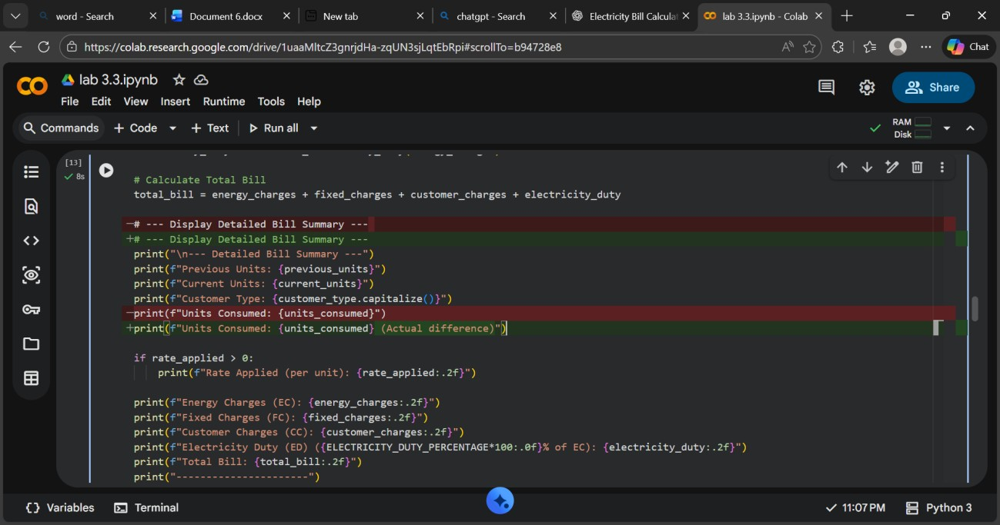 word - Search
Document 6.docx
New tab
chatgpt - Search
Electricity Bill Calcula
lab 3.3.ipynb - Colab
https://colab.research.google.com/drive/1uaaMltcZ3gnrjdHa-zqUN3sjLqtEbRpi#scrollTo=b94728e8
Chat
lab 3.3.ipynb
Share
File Edit View Insert Runtime Tools Help
Commands + Code + Text Run all
RAM
Disk
[13]
8s
# Calculate Total Bill
total_bill = energy_charges + fixed_charges + customer_charges + electricity_duty
-# --- Display Detailed Bill Summary ---
+# --- Display Detailed Bill Summary ---
print("\n--- Detailed Bill Summary ---")
print(f"Previous Units: {previous_units}")
print(f"Current Units: {current_units}")
print(f"Customer Type: {customer_type.capitalize()}")
-print(f"Units Consumed: {units_consumed}")
+print(f"Units Consumed: {units_consumed} (Actual difference)")
if rate_applied > 0:
    print(f"Rate Applied (per unit): {rate_applied:.2f}")
print(f"Energy Charges (EC): {energy_charges:.2f}")
print(f"Fixed Charges (FC): {fixed_charges:.2f}")
print(f"Customer Charges (CC): {customer_charges:.2f}")
print(f"Electricity Duty (ED) ({ELECTRICITY_DUTY_PERCENTAGE*100:.0f}% of EC): {electricity_duty:.2f}")
print(f"Total Bill: {total_bill:.2f}")
print("----------------------")
Variables
Terminal
11:07 PM
Python 3